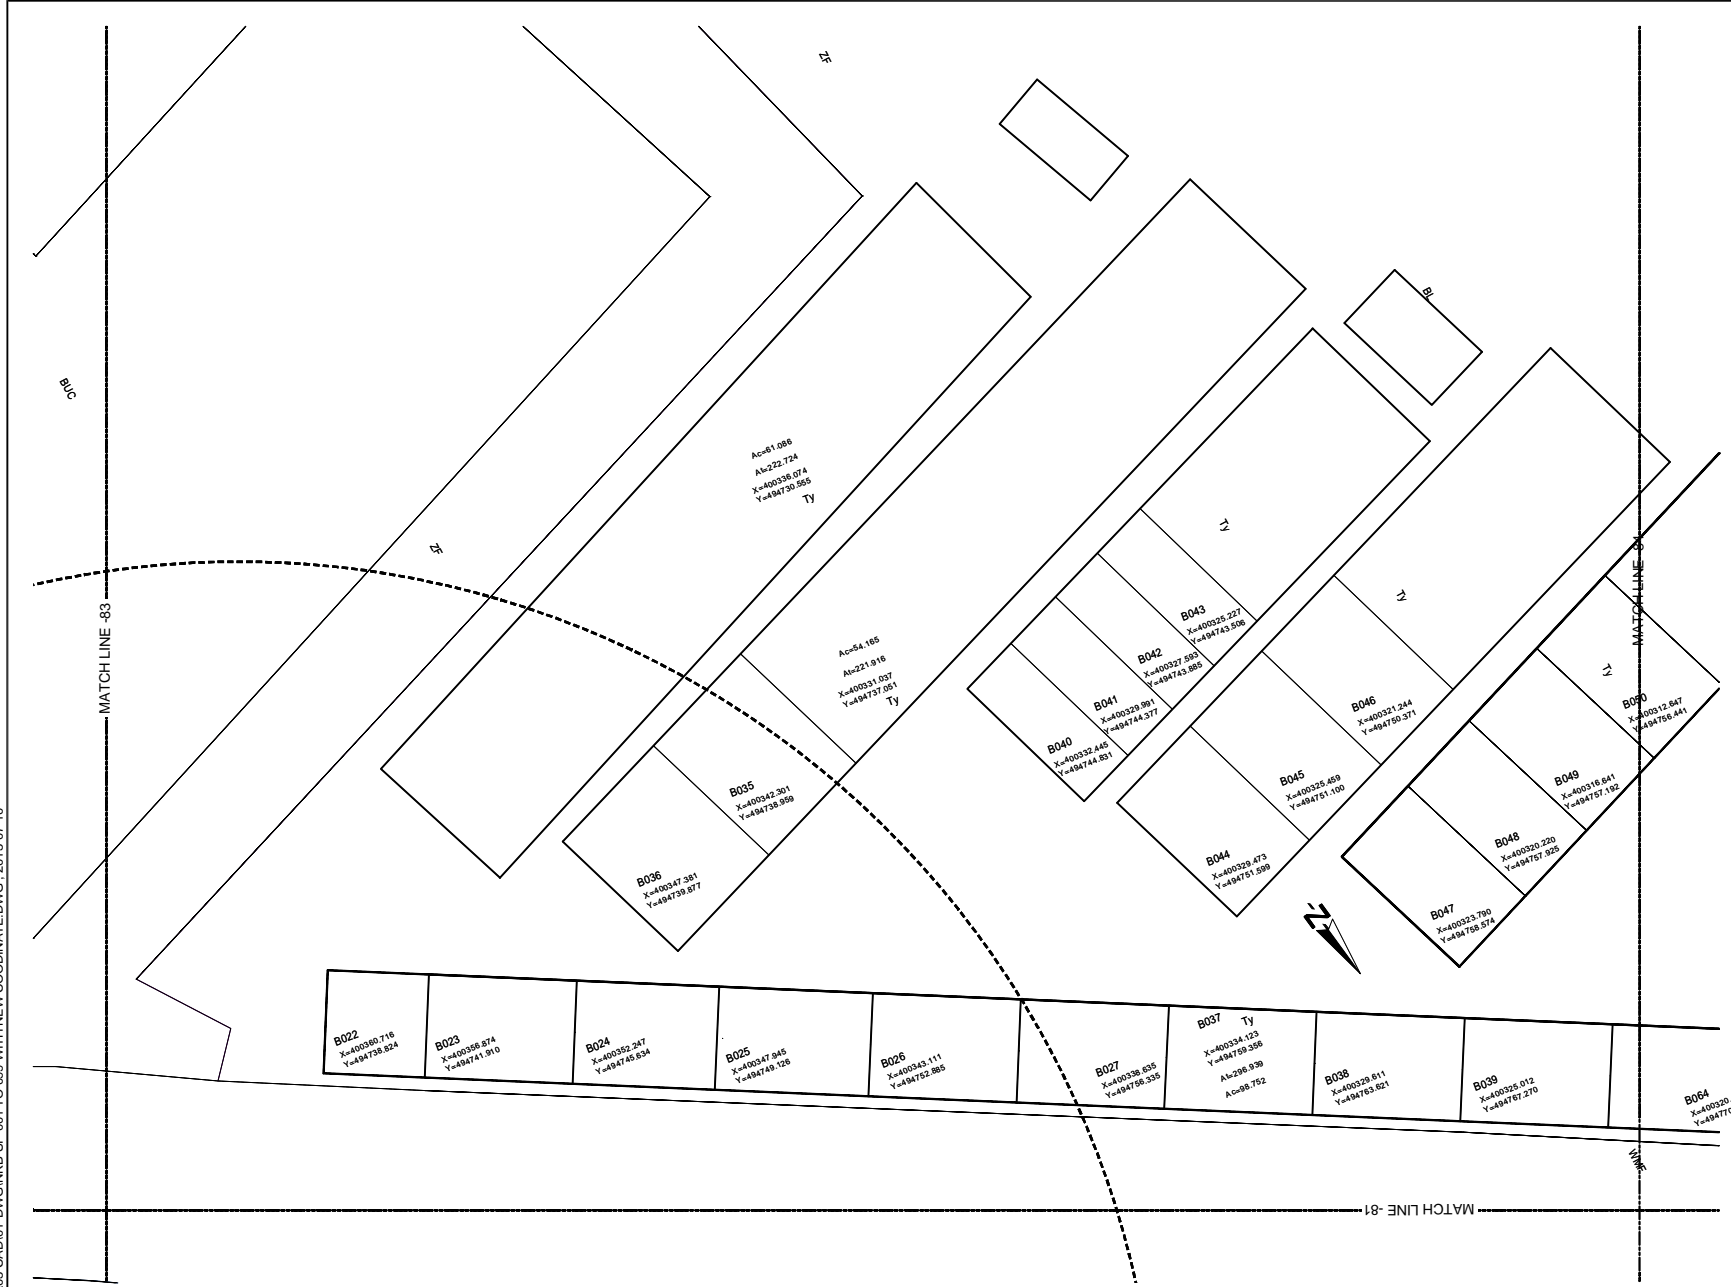 ZF
BL
BUC
Ac=61.086
At=222.724
X=400336.074
Y=494730.555
Ty
ZF
MATCH LINE -83
MATCH LINE -84
Ty
Ty
Ty
Ac=54.165
At=221.916
X=400331.037
Y=494737.051
Ty
B043
X=400325.227
Y=494743.506
B042
X=400327.593
Y=494743.885
B041
X=400329.991
Y=494744.377
B040
X=400332.445
Y=494744.831
B046
X=400321.244
Y=494750.371
B045
X=400325.459
Y=494751.100
B044
X=400329.473
Y=494751.599
B050
X=400312.647
Y=494756.441
B049
X=400316.641
Y=494757.192
B048
X=400320.220
Y=494757.925
B047
X=400323.790
Y=494758.574
B035
X=400342.301
Y=494738.959
B036
X=400347.381
Y=494739.877
N
B022
X=400360.716
Y=494738.824
B023
X=400356.874
Y=494741.910
B024
X=400352.247
Y=494745.634
B025
X=400347.945
Y=494749.126
B026
X=400343.111
Y=494752.865
B027
X=400338.635
Y=494756.335
B037
Ty
X=400334.123
Y=494759.356
At=296.939
Ac=98.752
B038
X=400329.611
Y=494763.621
B039
X=400325.012
Y=494767.270
B064
X=400320.
Y=494770
WMF
MATCH LINE -81